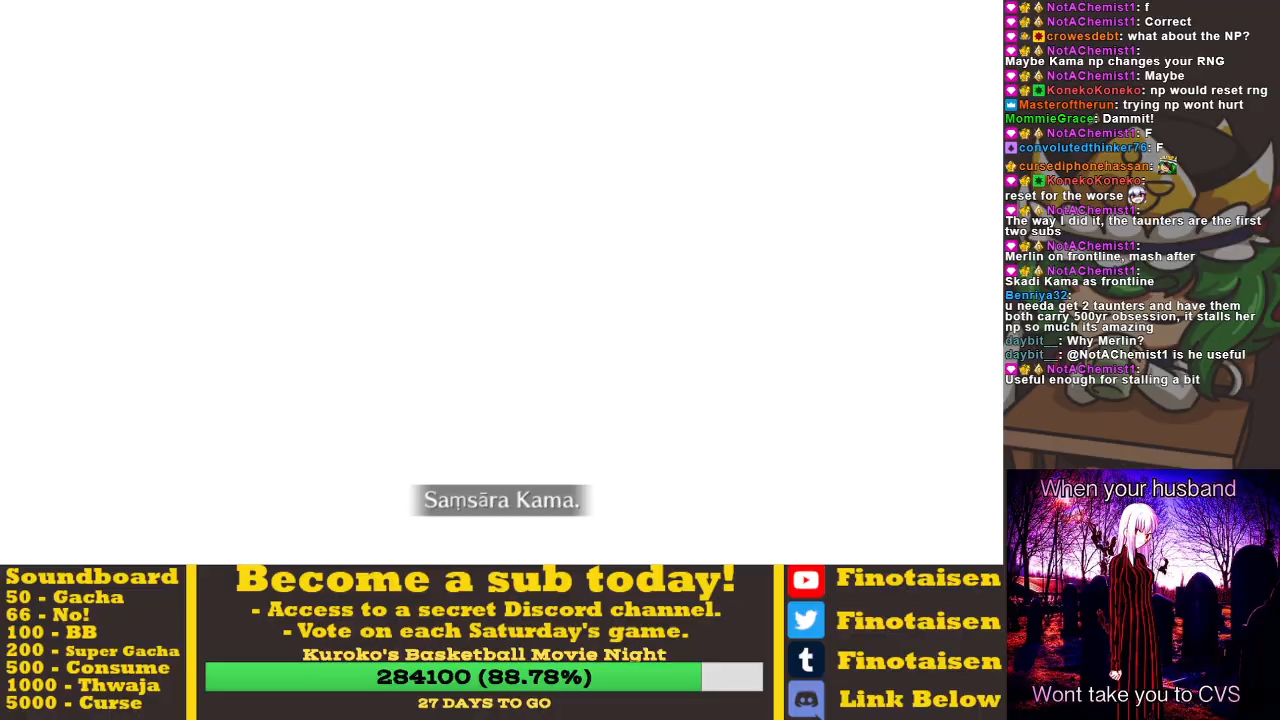 NotAChemist1: f
NotAChemist1: Correct
crowesdebt: what about the NP?
NotAChemist1:
Maybe Kama np changes your RNG
NotAChemist1: Maybe
KonekoKoneko: np would reset rng
Masteroftherun: trying np wont hurt
MommieGrace: Dammit!
NotAChemist1: F
convolutedthinker76: F
cursediphonehassan:
KonekoKoneko:
reset for the worse
NotAChemist1:
The way I did it, the taunters are the first
two subs
NotAChemist1:
Merlin on frontline, mash after
NotAChemist1:
Skadi Kama as frontline
Benriya32:
u needa get 2 taunters and have them
both carry 500yr obsession, it stalls her
np so much its amazing
daybit__: Why Merlin?
daybit__: @NotAChemist1 is he useful
NotAChemist1:
Useful enough for stalling a bit
Saṃsāra Kama.
When your husband
Wont take you to CVS
Soundboard
50 - Gacha
66 - No!
100 - BB
200 - Super Gacha
500 - Consume
1000 - Thwaja
5000 - Curse
Become a sub today!
- Access to a secret Discord channel.
- Vote on each Saturday's game.
Kuroko's Basketball Movie Night
284100 (88.78%)
27 DAYS TO GO
Finotaisen
Finotaisen
t Finotaisen
Link Below